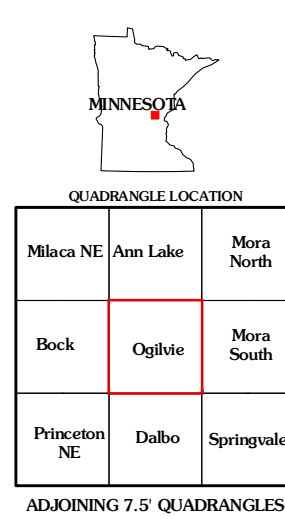 MINNESOTA
QUADRANGLE LOCATION
Milaca NE
Ann Lake
Mora
North
Bock
Ogilvie
Mora
South
Princeton
NE
Dalbo
Springvale
ADJOINING 7.5' QUADRANGLES